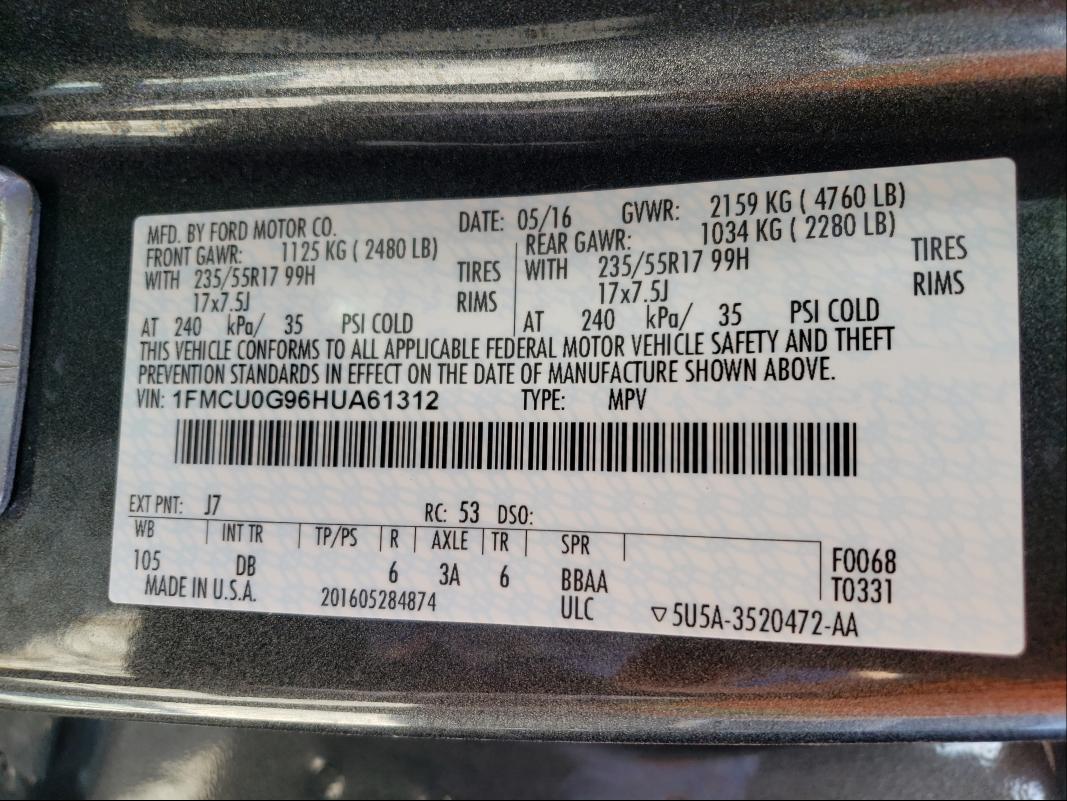 MFD. BY FORD MOTOR CO. DATE: 05/16 GVWR: 2159 KG ( 4760 LB)
FRONT GAWR: 1125 KG ( 2480 LB) REAR GAWR: 1034 KG ( 2280 LB)
WITH 235/55R17 99H TIRES WITH 235/55R17 99H TIRES
17x7.5J RIMS 17x7.5J RIMS
AT 240 kPa/ 35 PSI COLD AT 240 kPa/ 35 PSI COLD
THIS VEHICLE CONFORMS TO ALL APPLICABLE FEDERAL MOTOR VEHICLE SAFETY AND THEFT
PREVENTION STANDARDS IN EFFECT ON THE DATE OF MANUFACTURE SHOWN ABOVE.
VIN: 1FMCU0G96HUA61312 TYPE: MPV
EXT PNT: J7 RC: 53 DSO:
WB INT TR TP/PS R AXLE TR SPR F0068
105 DB 6 3A 6 BBAA T0331
MADE IN U.S.A. 201605284874 ULC ▽5U5A-3520472-AA